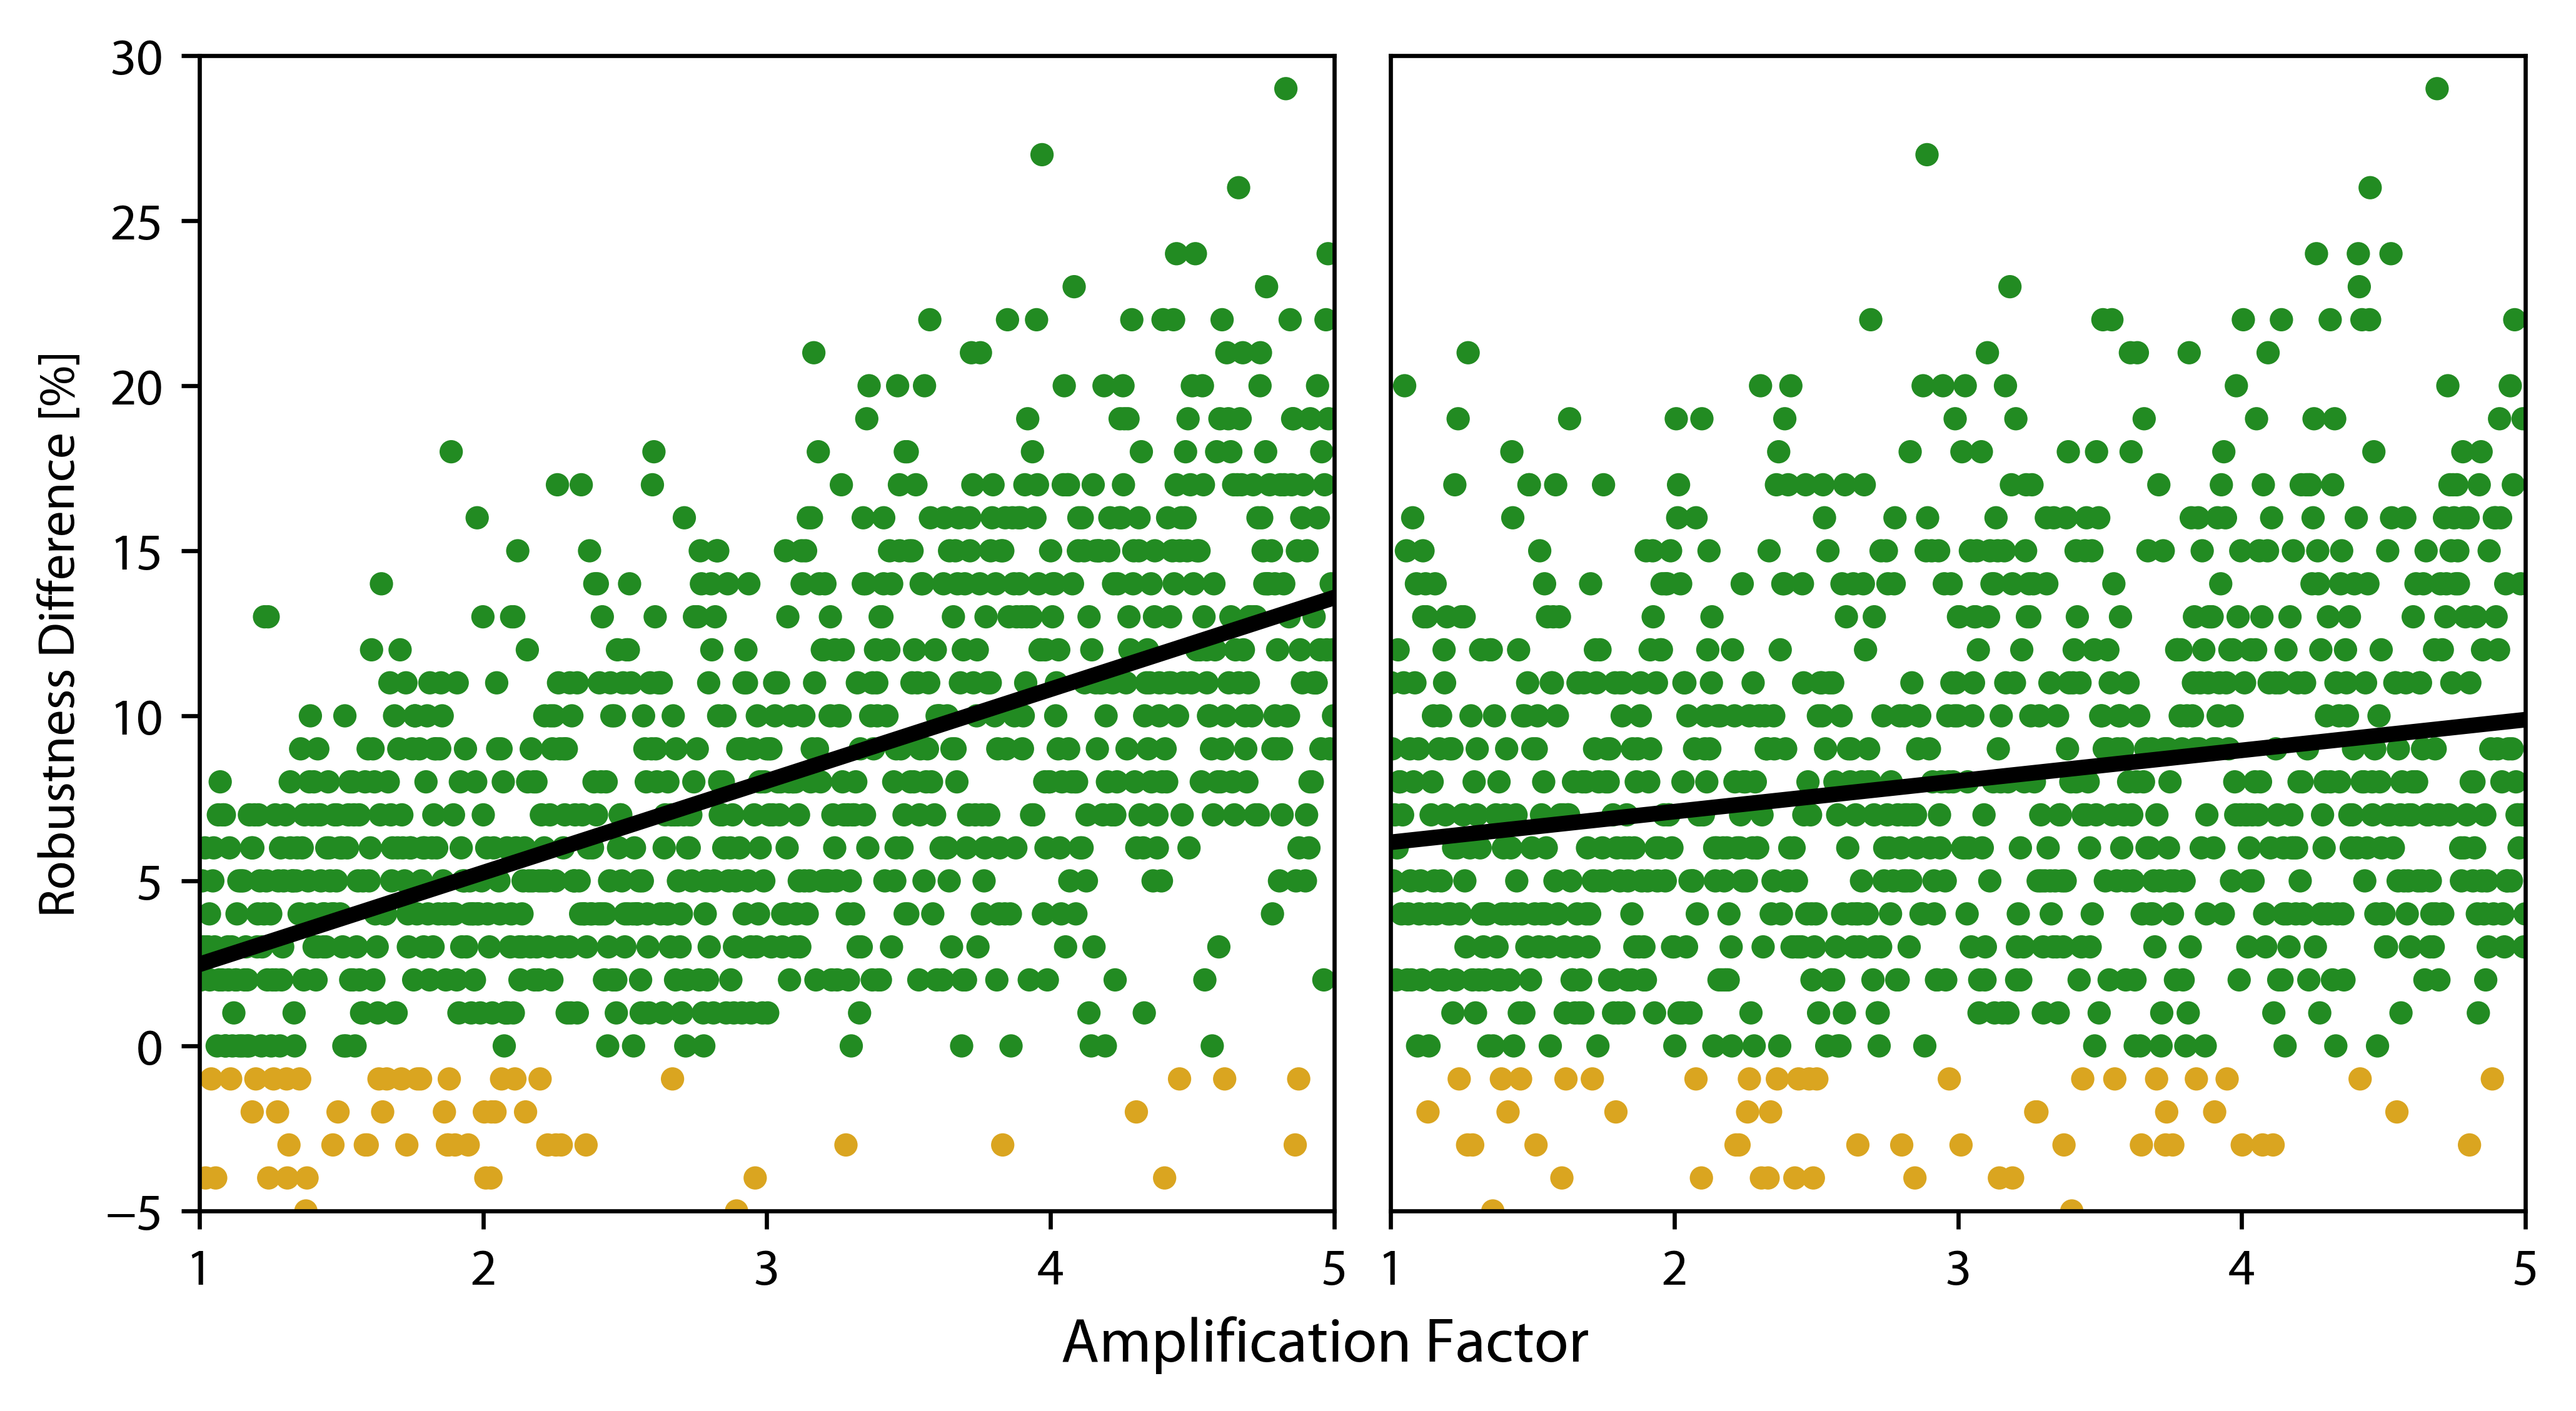 Robustness Difference [%]
30
25
20
15
10
5
0
−5
1 2 3 4 5
1 2 3 4 5
Amplification Factor